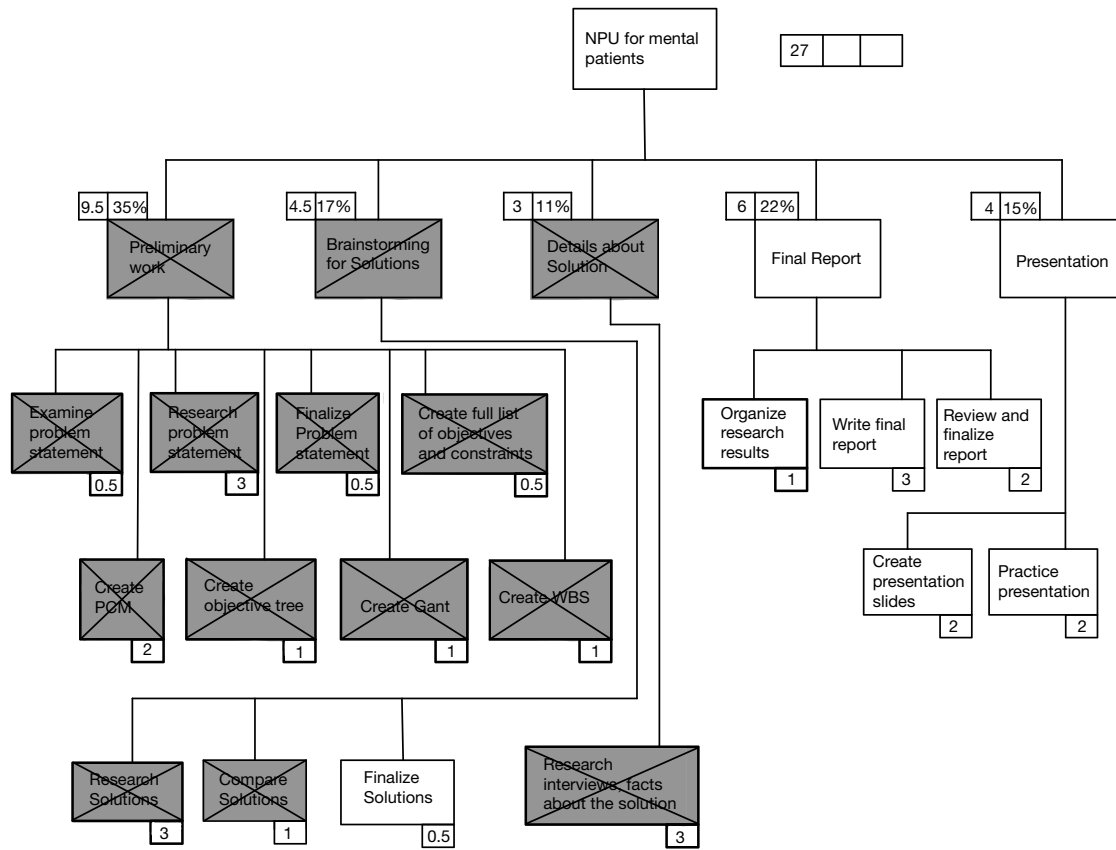 NPU for mental
patients
27
9.5 35%
4.5 17%
3 11%
6 22%
4 15%
Preliminary
work
Brainstorming
for Solutions
Details about
Solution
Final Report
Presentation
Examine
problem
statement
0.5
Research
problem
statement
3
Finalize
Problem
statement
0.5
Create full list
of objectives
and constraints
0.5
Organize
research
results
1
Write final
report
3
Review and
finalize
report
2
Create
PCM
2
Create
objective tree
1
Create Gant
1
Create WBS
1
Create
presentation
slides
2
Practice
presentation
2
Research
Solutions
3
Compare
Solutions
1
Finalize
Solutions
0.5
Research
interviews, facts
about the solution
3